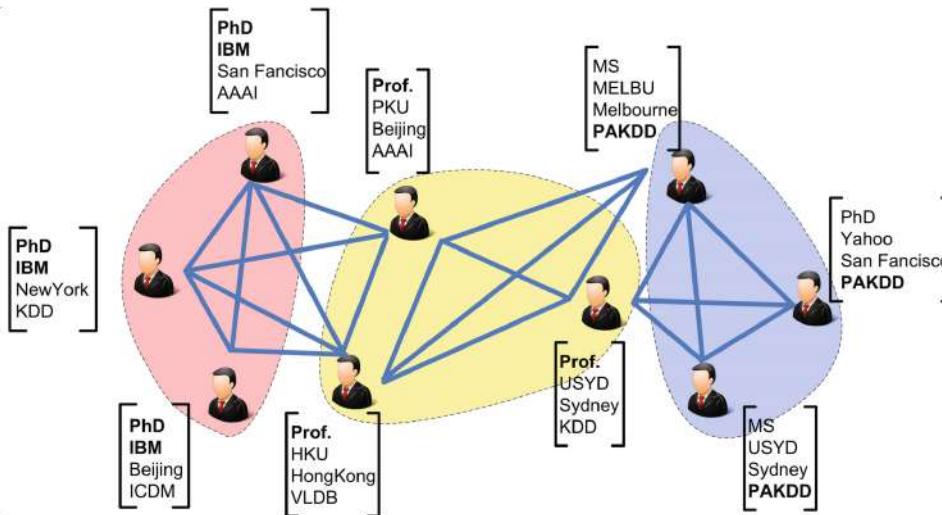 PhD
IBM
San Fancisco
AAAI
Prof.
PKU
Beijing
AAAI
MS
MELBU
Melbourne
PAKDD
PhD
IBM
NewYork
KDD
PhD
Yahoo
San Fancisco
PAKDD
PhD
IBM
Beijing
ICDM
Prof.
HKU
HongKong
VLDB
Prof.
USYD
Sydney
KDD
MS
USYD
Sydney
PAKDD